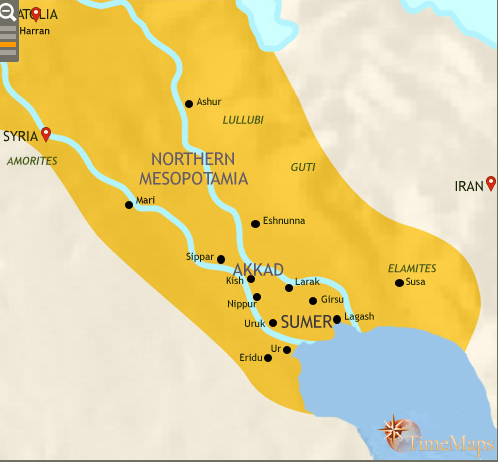 ATOLIA
Harran
Ashur
LULLUBI
SYRIA
AMORITES
NORTHERN
MESOPOTAMIA
GUTI
IRAN
Mari
Eshnunna
Sippar
AKKAD
ELAMITES
Kish
Larak
Susa
Nippur
Girsu
Uruk
SUMER
Lagash
Ur
Eridu
TimeMaps